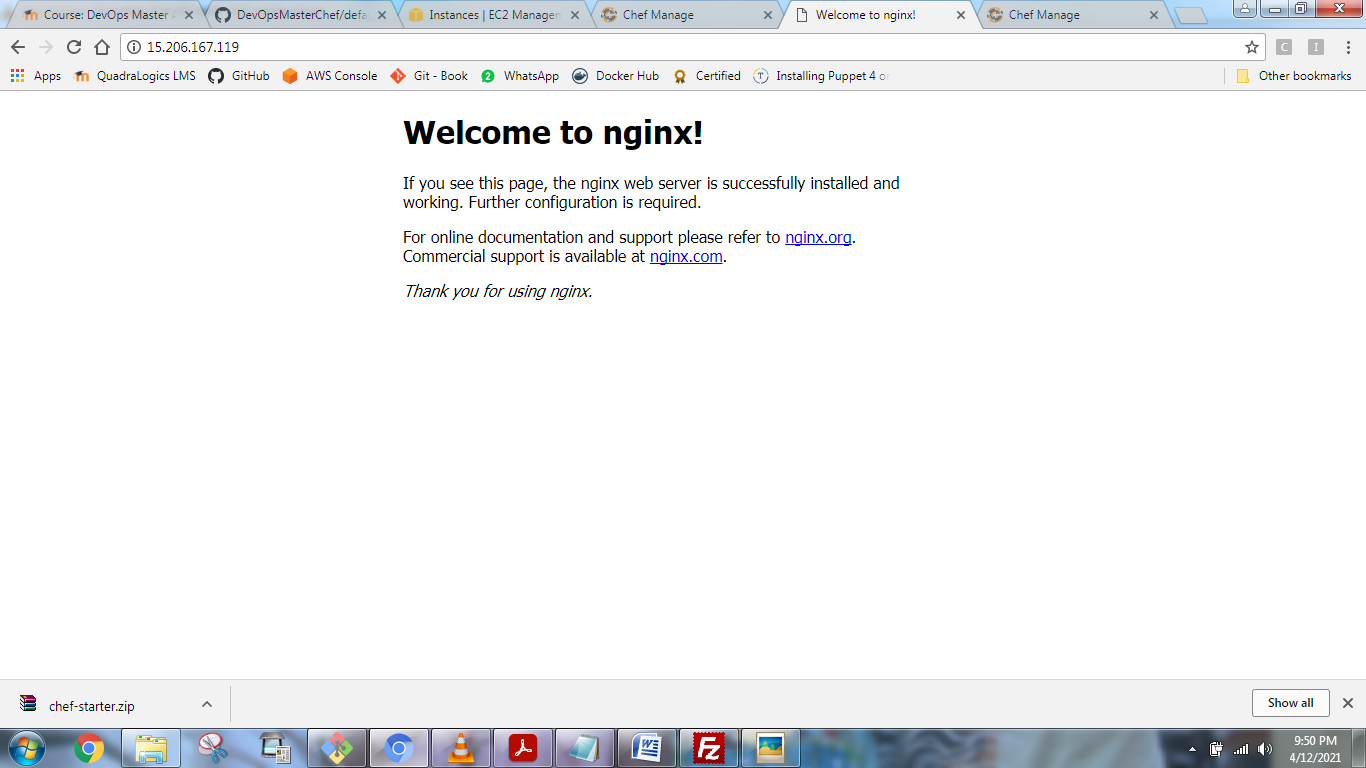 Course: DevOps Master A
DevOpsMasterChef/defa
Instances | EC2 Managem
Chef Manage
Welcome to nginx!
Chef Manage
15.206.167.119
C
I
Apps
QuadraLogics LMS
GitHub
AWS Console
Git - Book
2
WhatsApp
Docker Hub
Certified
T
Installing Puppet 4 o
Other bookmarks
Welcome to nginx!
If you see this page, the nginx web server is successfully installed and
working. Further configuration is required.
For online documentation and support please refer to nginx.org.
Commercial support is available at nginx.com.
Thank you for using nginx.
chef-starter.zip
Show all
W
FZ
9:50 PM
4/12/2021